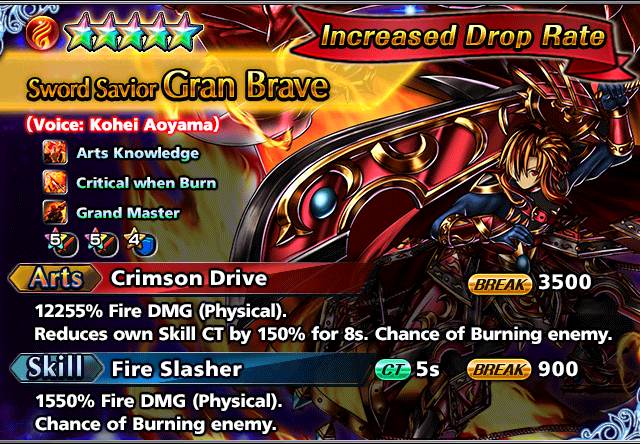 Increased Drop Rate
Sword Savior Gran Brave
(Voice: Kohei Aoyama)
Arts Knowledge
Critical when Burn
Grand Master
5 5 4
Arts Crimson Drive BREAK 3500
12255% Fire DMG (Physical).
Reduces own Skill CT by 150% for 8s. Chance of Burning enemy.
Skill Fire Slasher CT 5s BREAK 900
1550% Fire DMG (Physical).
Chance of Burning enemy.